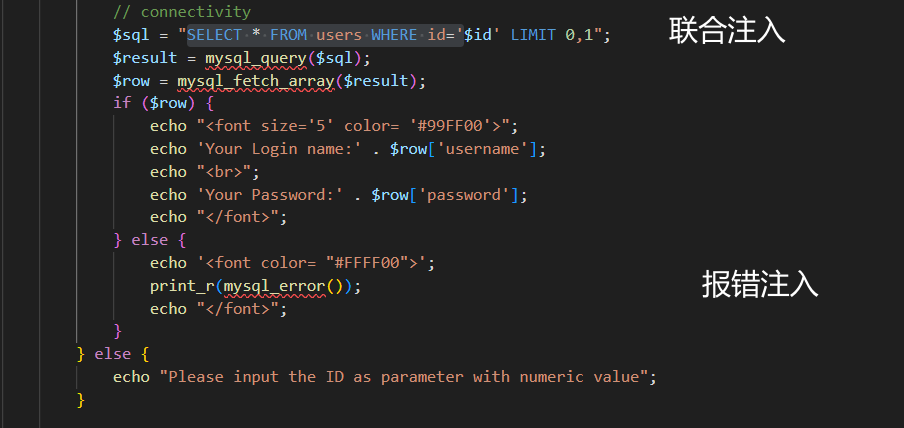 // connectivity
$sql = "SELECT * FROM users WHERE id='$id' LIMIT 0,1";
联合注入
$result = mysql_query($sql);
$row = mysql_fetch_array($result);
if ($row) {
echo "<font size='5' color= '#99FF00'>";
echo 'Your Login name:' . $row['username'];
echo "<br>";
echo 'Your Password:' . $row['password'];
echo "</font>";
} else {
echo '<font color= "#FFFF00">';
print_r(mysql_error());
报错注入
echo "</font>";
}
} else {
echo "Please input the ID as parameter with numeric value";
}